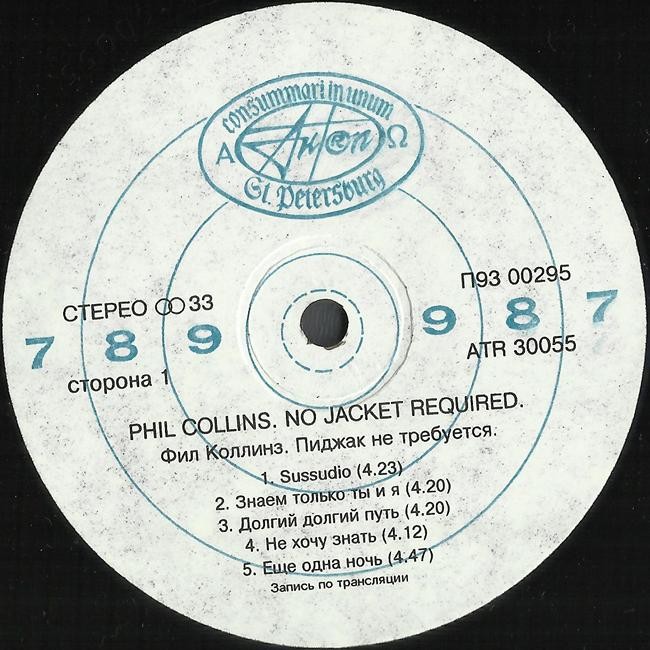 consummari in unum
Α АнТроп Ω
St. Petersburg
СТЕРЕО 33
П93 00295
7 8 9 9 8 7
сторона 1
ATR 30055
PHIL COLLINS. NO JACKET REQUIRED.
Фил Коллинз. Пиджак не требуется.
1. Sussudio (4.23)
2. Знаем только ты и я (4.20)
3. Долгий долгий путь (4.20)
4. Не хочу знать (4.12)
5. Еще одна ночь (4.47)
Запись по трансляции